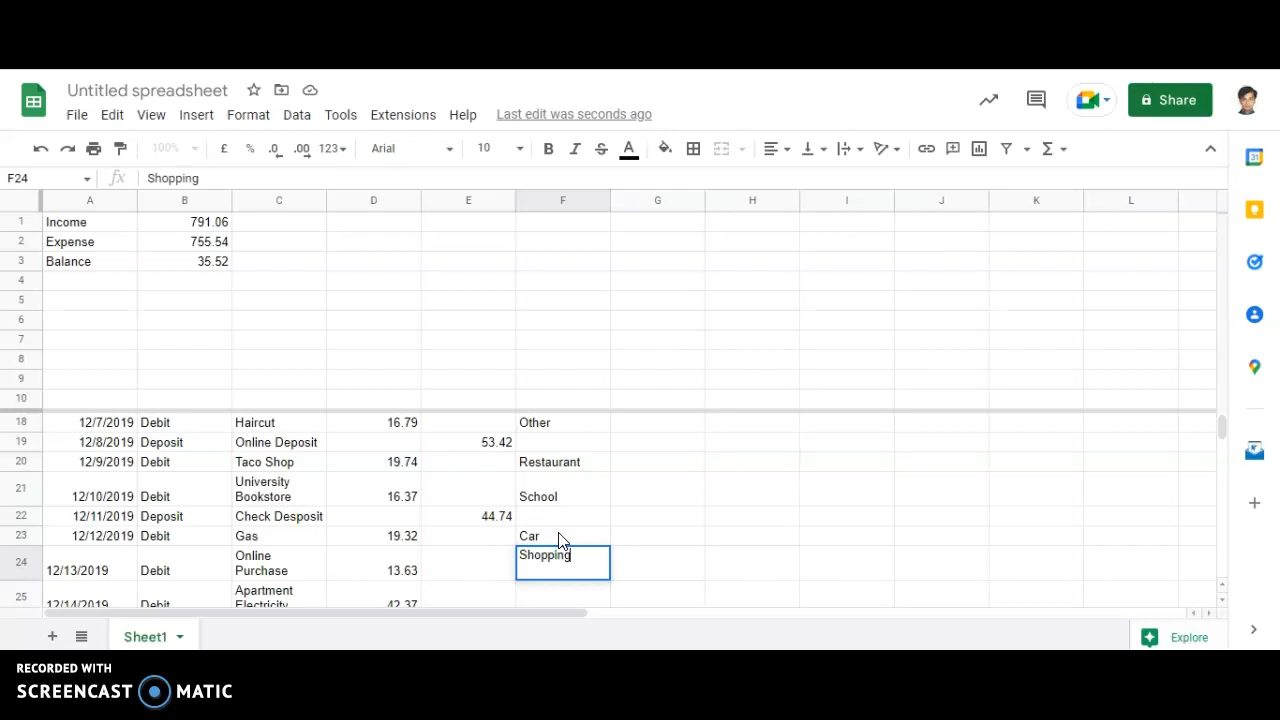 Untitled spreadsheet
File Edit View Insert Format Data Tools Extensions Help Last edit was seconds ago
Share
100% £ % .0 .00 123 Arial 10 B I S A Σ
F24 fx Shopping
A B C D E F G H I J K L
1 Income 791.06
2 Expense 755.54
3 Balance 35.52
4
5
6
7
8
9
10
18 12/7/2019 Debit Haircut 16.79 Other
19 12/8/2019 Deposit Online Deposit 53.42
20 12/9/2019 Debit Taco Shop 19.74 Restaurant
21 12/10/2019 Debit University Bookstore 16.37 School
22 12/11/2019 Deposit Check Desposit 44.74
23 12/12/2019 Debit Gas 19.32 Car
24 12/13/2019 Debit Online Purchase 13.63 Shopping
25 12/14/2019 Debit Apartment Electricity 42.37
Sheet1
Explore
31
RECORDED WITH
SCREENCAST MATIC